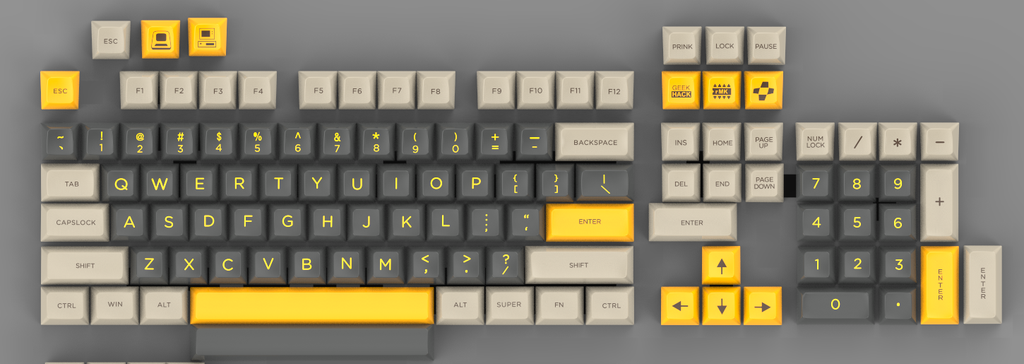 ESC
ESC F1 F2 F3 F4 F5 F6 F7 F8 F9 F10 F11 F12
~ ! @ # $ % ^ & * ( ) + —
` 1 2 3 4 5 6 7 8 9 0 = - BACKSPACE
TAB Q W E R T Y U I O P { [ } ] | \
CAPSLOCK A S D F G H J K L : ; “ ‘ ENTER
SHIFT Z X C V B N M < , > . ? / SHIFT
CTRL WIN ALT ALT SUPER FN CTRL
PRINK LOCK PAUSE
GEEK HACK TMK
INS HOME PAGE UP
DEL END PAGE DOWN
ENTER
↑
← ↓ →
NUM LOCK / * −
7 8 9 +
4 5 6
1 2 3 ENTER ENTER
0 .